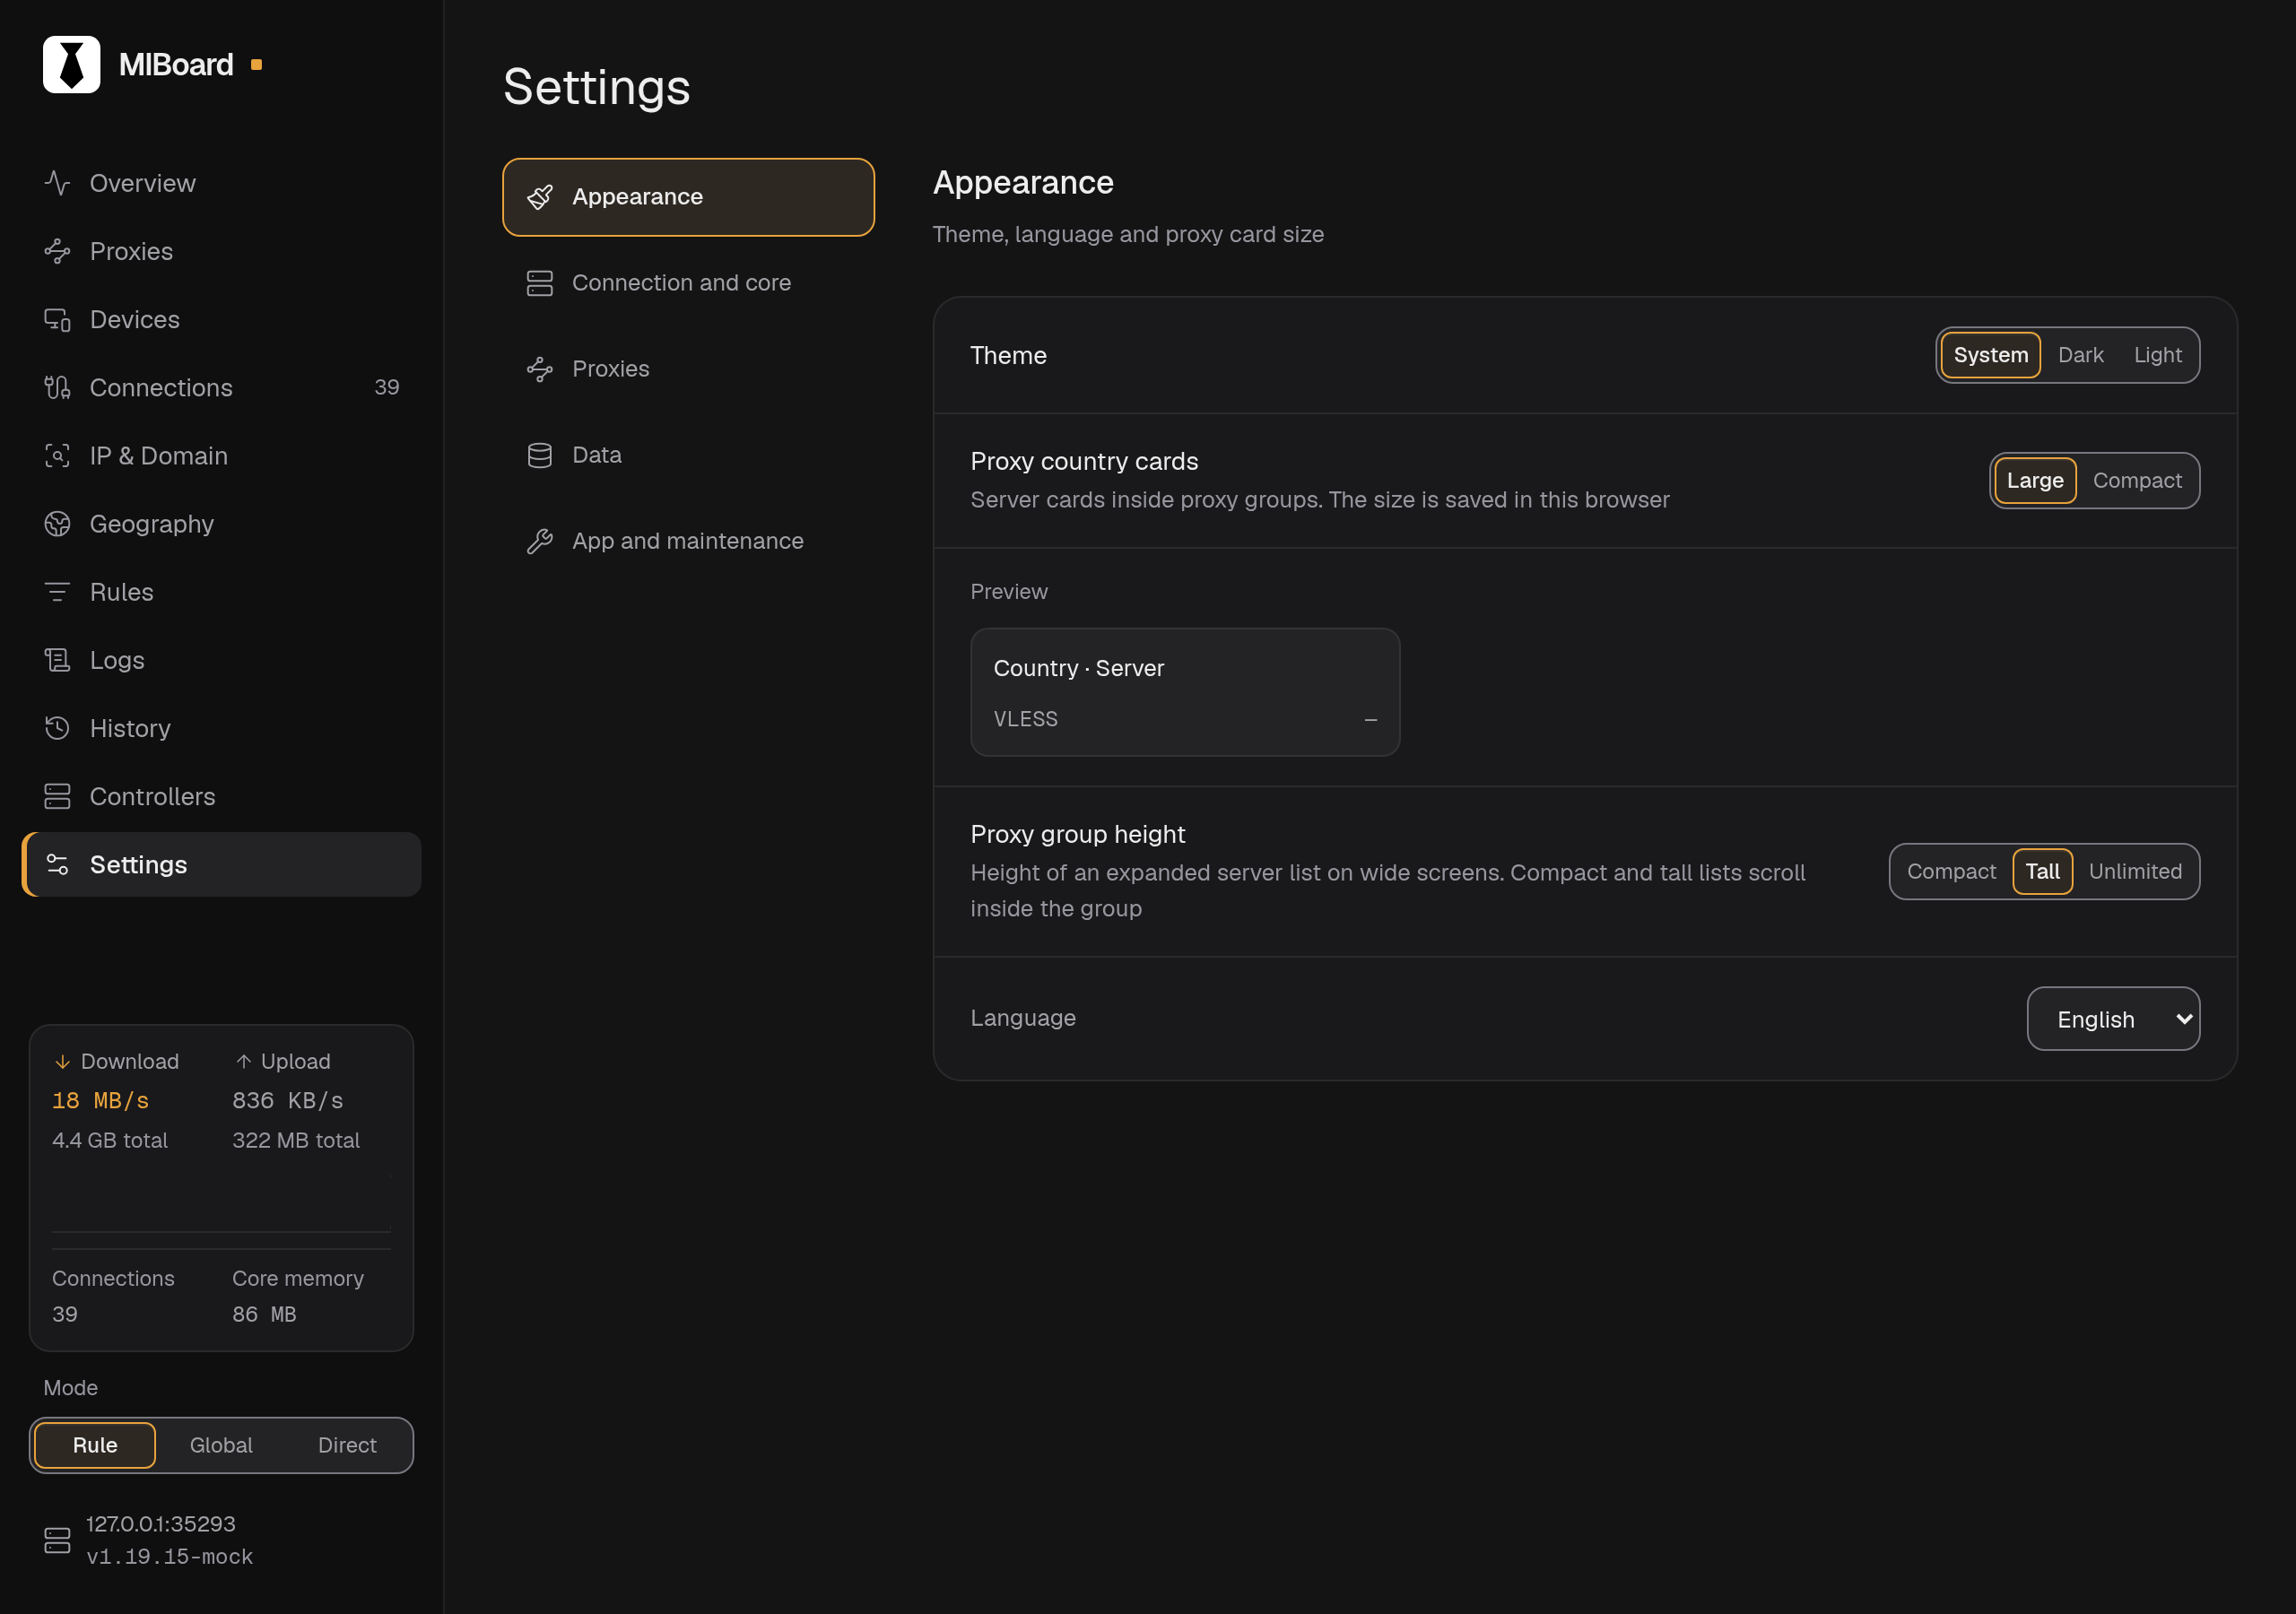 MIBoard
Overview
Proxies
Devices
Connections 39
IP & Domain
Geography
Rules
Logs
History
Controllers
Settings
Download Upload
18 MB/s 836 KB/s
4.4 GB total 322 MB total
Connections Core memory
39 86 MB
Mode
Rule Global Direct
127.0.0.1:35293
v1.19.15-mock
Settings
Appearance
Connection and core
Proxies
Data
App and maintenance
Appearance
Theme, language and proxy card size
Theme System Dark Light
Proxy country cards
Server cards inside proxy groups. The size is saved in this browser
Large Compact
Preview
Country · Server
VLESS –
Proxy group height
Height of an expanded server list on wide screens. Compact and tall lists scroll
inside the group
Compact Tall Unlimited
Language English